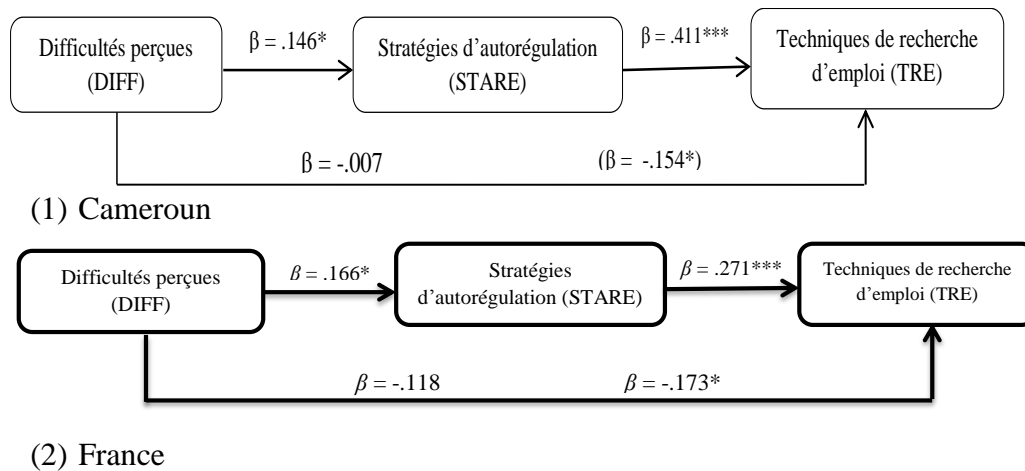 Difficultés perçues
(DIFF)
β = .146*
Stratégies d’autorégulation
(STARE)
β = .411***
Techniques de recherche
d’emploi (TRE)
β = -.007
(β = -.154*)
(1) Cameroun
Difficultés perçues
(DIFF)
β = .166*
Stratégies
d’autorégulation (STARE)
β = .271***
Techniques de recherche
d’emploi (TRE)
β = -.118
β = -.173*
(2) France